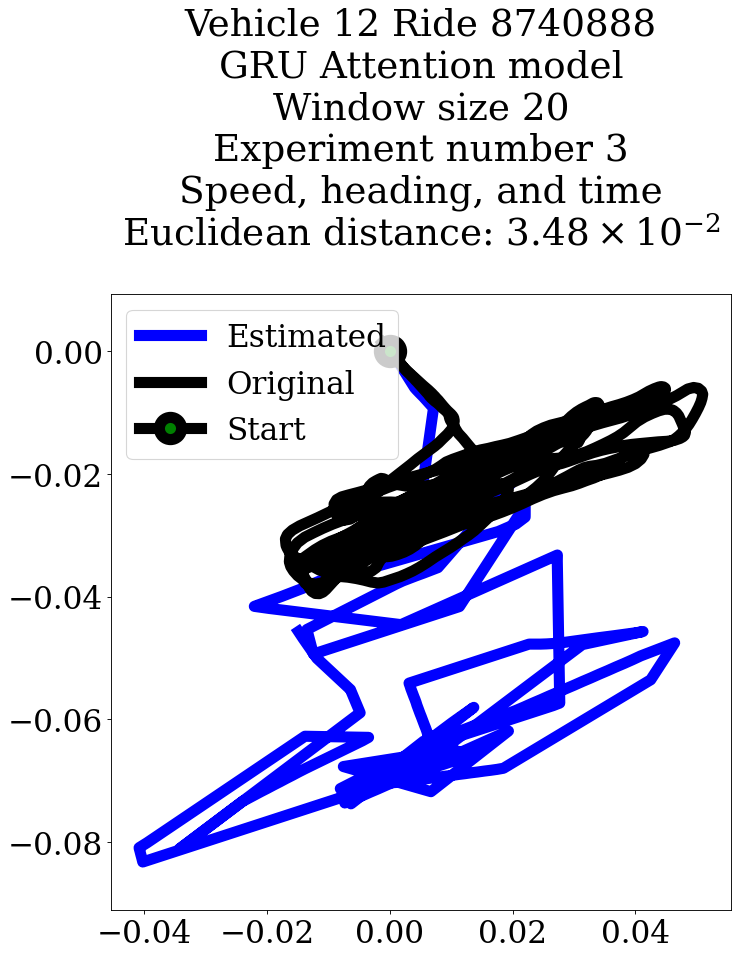 Vehicle 12 Ride 8740888
GRU Attention model
Window size 20
Experiment number 3
Speed, heading, and time
Euclidean distance: 3.48 × 10⁻²
Estimated
Original
Start
0.00
−0.02
−0.04
−0.06
−0.08
−0.04 −0.02 0.00 0.02 0.04